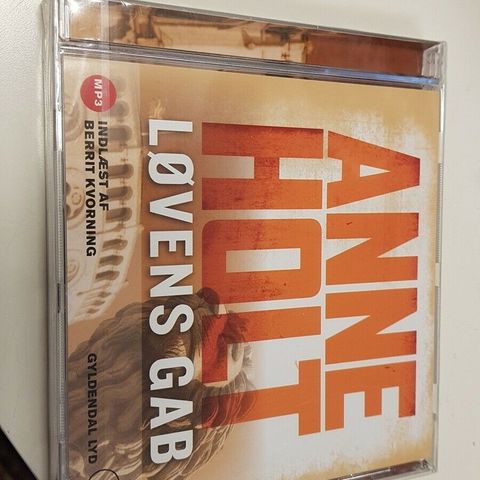 ANNE
HOLT
LØVENS GAB
MP3
INDLÆST AF
BERRIT KVORNING
GYLDENDAL LYD